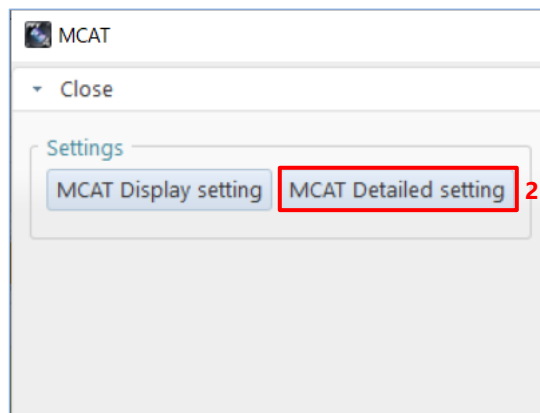 MCAT
Close
Settings
MCAT Display setting MCAT Detailed setting 2